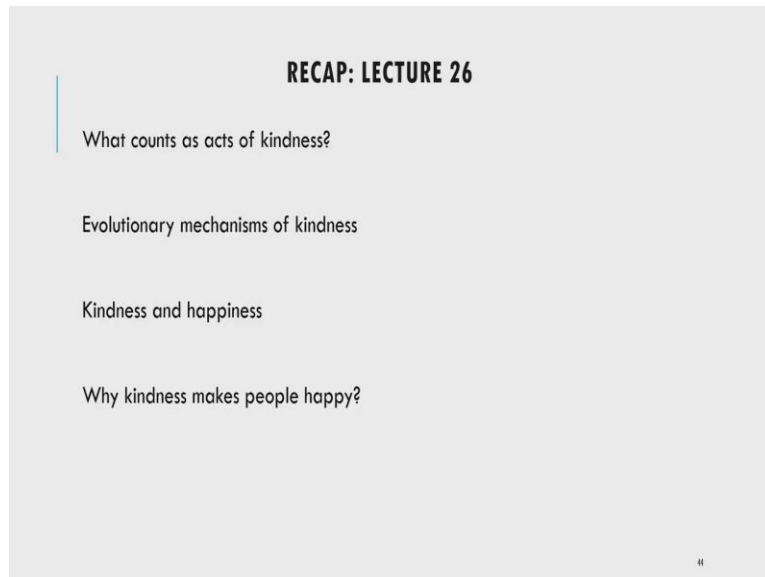 RECAP: LECTURE 26
What counts as acts of kindness?
Evolutionary mechanisms of kindness
Kindness and happiness
Why kindness makes people happy?
44